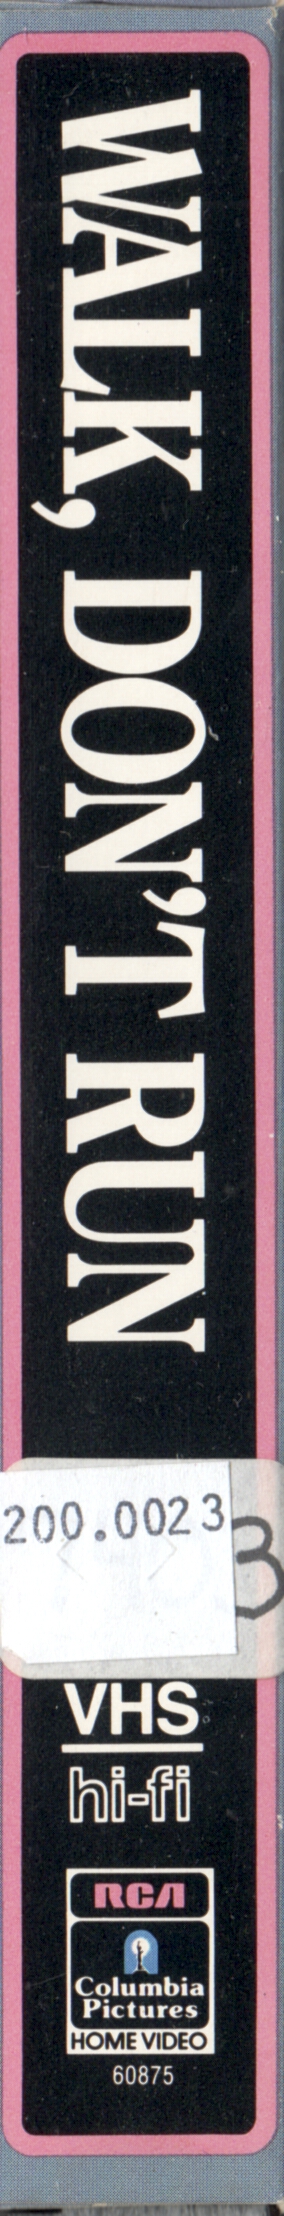 WALK, DON'T RUN
200.0023
3
VHS
hi-fi
RCA
Columbia
Pictures
HOME VIDEO
60875